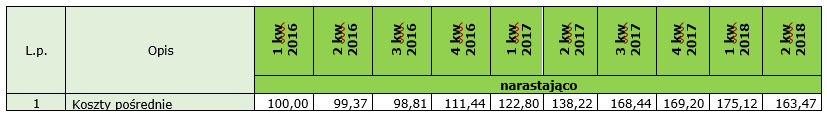 L.p. Opis 1 kw 2016 2 kw 2016 3 kw 2016 4 kw 2016 1 kw 2017 2 kw 2017 3 kw 2017 4 kw 2017 1 kw 2018 2 kw 2018
narastająco
1 Koszty pośrednie 100,00 99,37 98,81 111,44 122,80 138,22 168,44 169,20 175,12 163,47